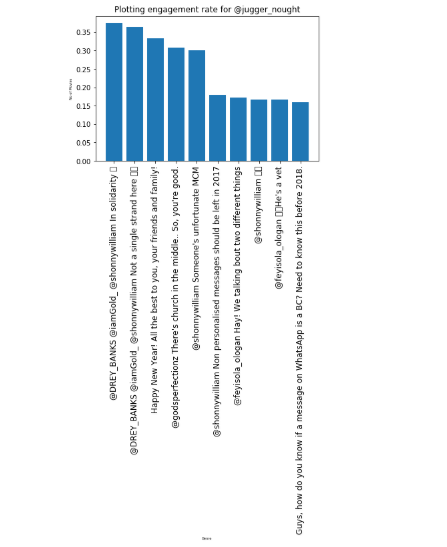 Plotting engagement rate for @jugger_nought
0.35
0.30
0.25
0.20
0.15
0.10
0.05
0.00
@DREY_BANKS @iamGold_ @shonnywilliam In solidarity
@DREY_BANKS @iamGold_ @shonnywilliam Not a single strand here
Happy New Year! All the best to you, your friends and family!
@godsperfectionz There's church in the middle.. So, you're good.
@shonnywilliam Someone's unfortunate MCM
@shonnywilliam Non personalised messages should be left in 2017
@feyisola_ologan Hay! We talking bout two different things
@shonnywilliam
@feyisola_ologan He's a vet
Guys, how do you know if a message on WhatsApp is a BC? Need to know this before 2018.